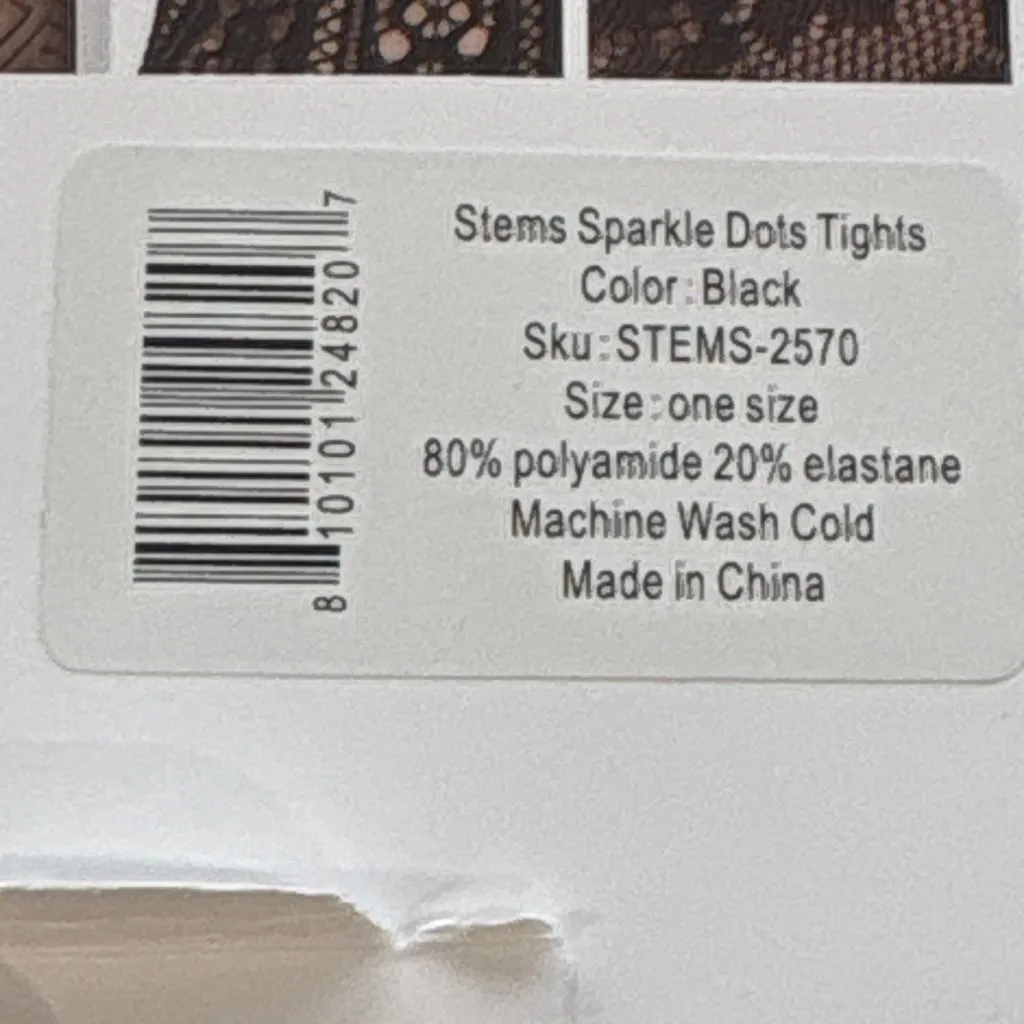 Stems Sparkle Dots Tights
Color:Black
Sku:STEMS-2570
Size:one size
80% polyamide 20% elastane
Machine Wash Cold
Made in China
8 10101 24820 7